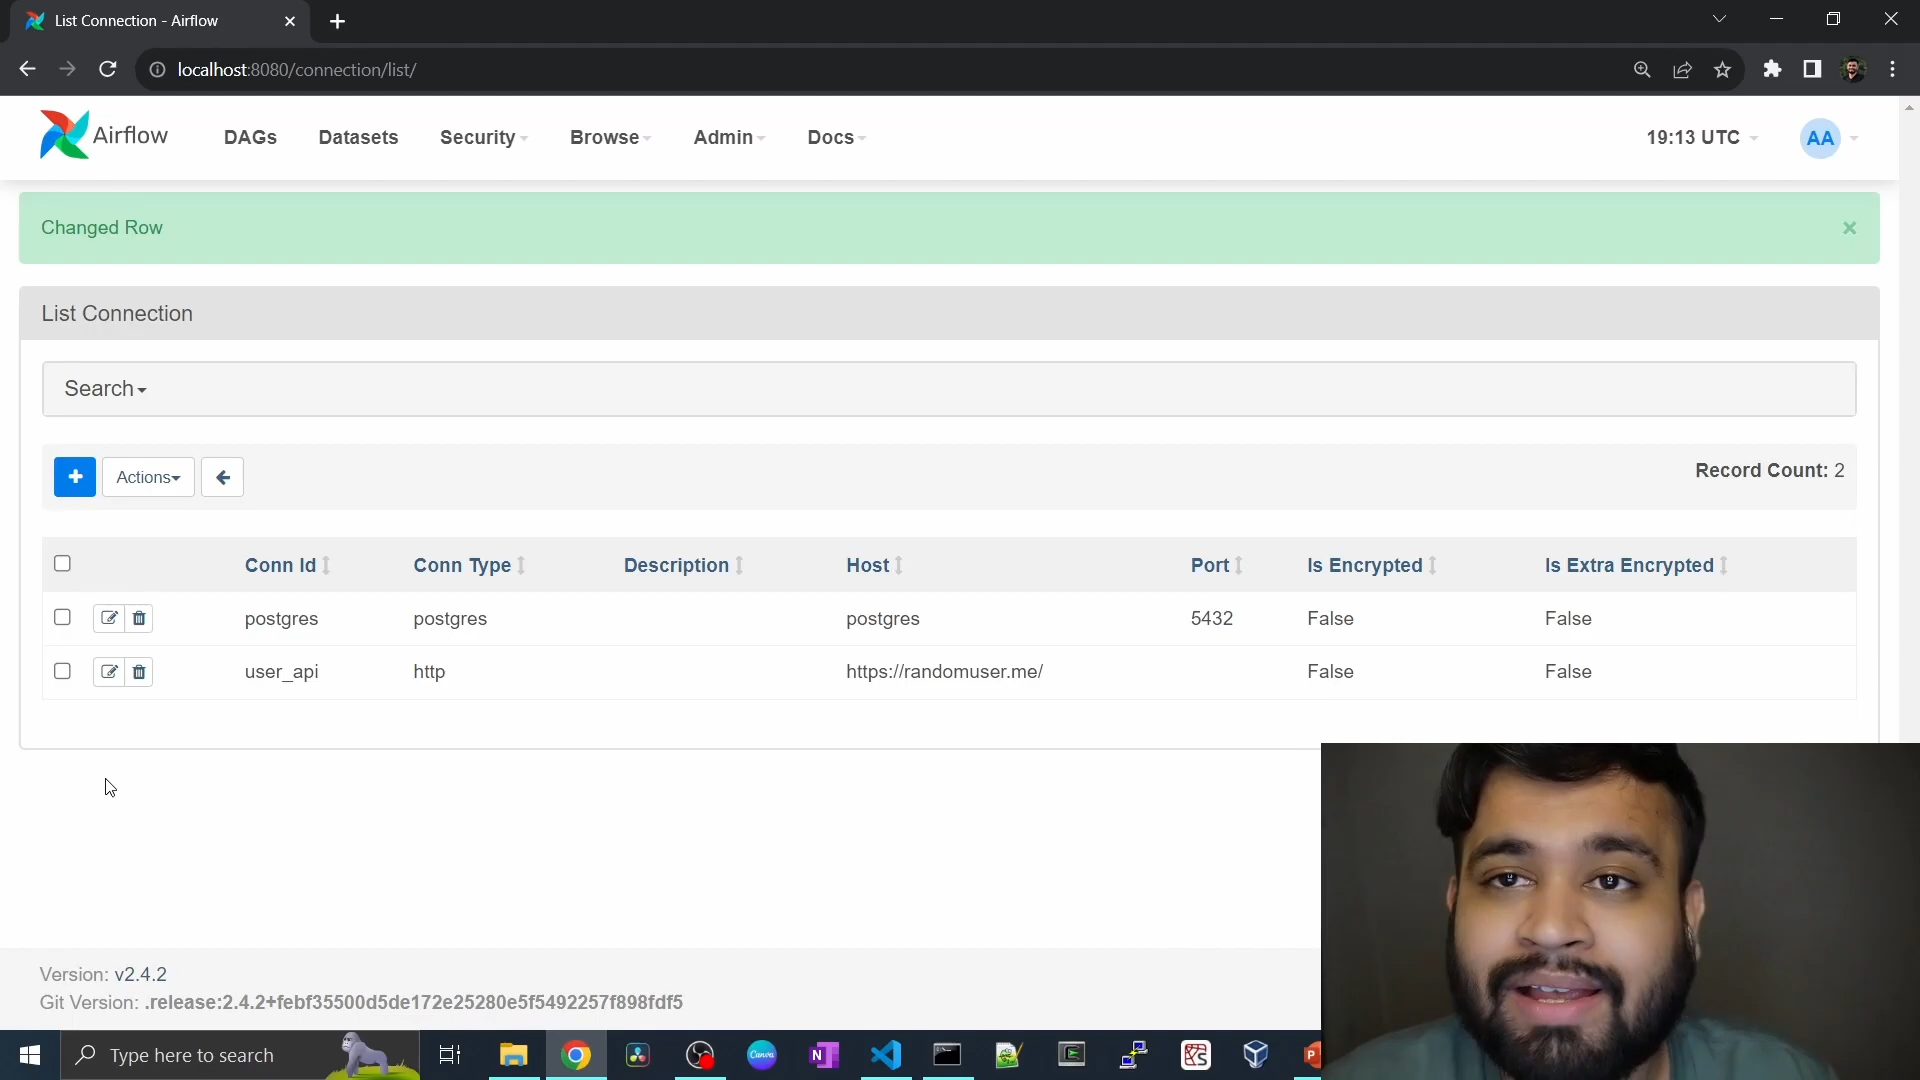 List Connection - Airflow
localhost:8080/connection/list/
Airflow DAGs Datasets Security Browse Admin Docs 19:13 UTC AA
Changed Row
List Connection
Search
Actions
Record Count: 2
Conn Id Conn Type Description Host Port Is Encrypted Is Extra Encrypted
postgres postgres postgres 5432 False False
user_api http https://randomuser.me/ False False
Version: v2.4.2
Git Version: .release:2.4.2+febf35500d5de172e25280e5f5492257f898fdf5
Type here to search
Canva
N
P